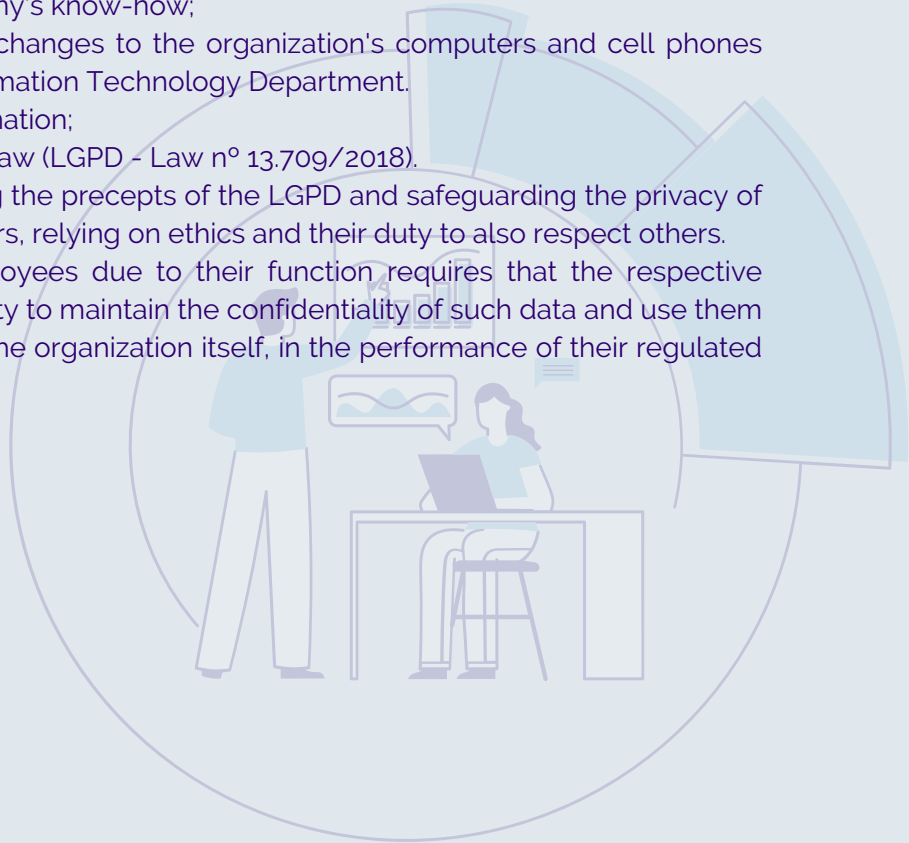 ny's know-how;
changes to the organization's computers and cell phones
rmation Technology Department.
nation;
aw (LGPD - Law nº 13.709/2018).
g the precepts of the LGPD and safeguarding the privacy of
rs, relying on ethics and their duty to also respect others.
oyees due to their function requires that the respective
ty to maintain the confidentiality of such data and use them
he organization itself, in the performance of their regulated